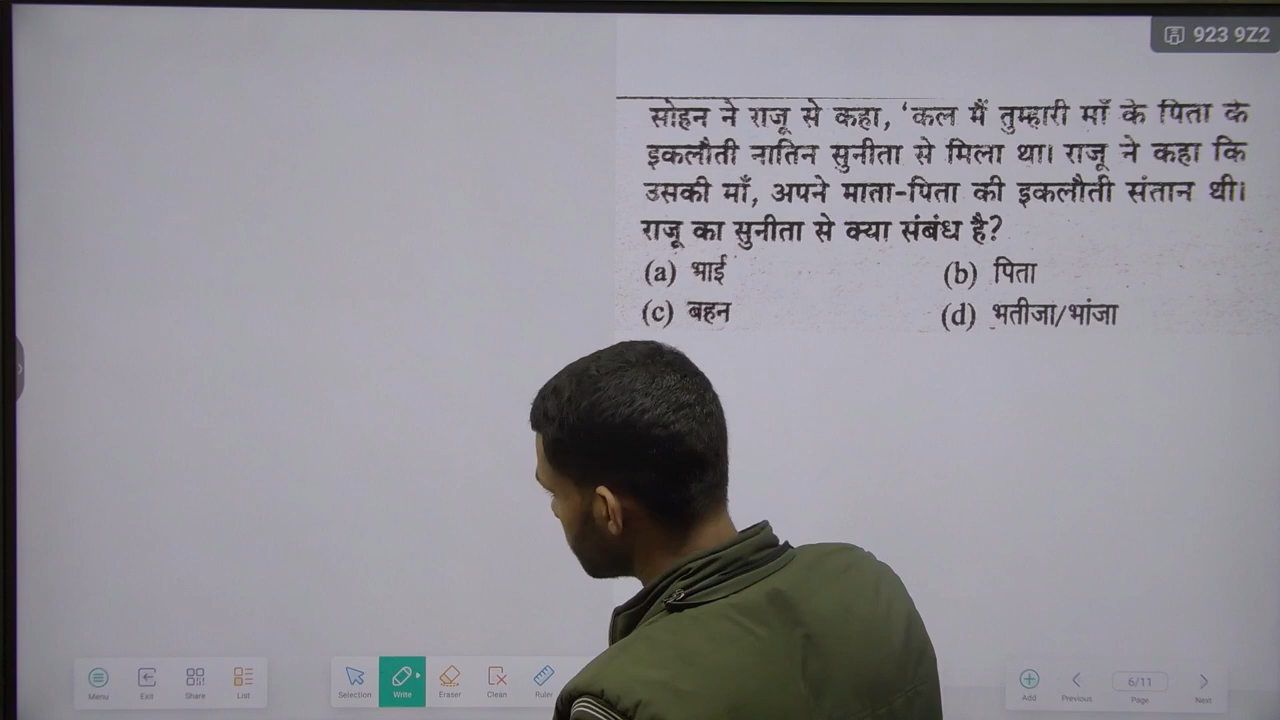 923 9Z2
सोहन ने राजू से कहा, ‘कल मैं तुम्हारी माँ के पिता के
इकलौती नातिन सुनीता से मिला था। राजू ने कहा कि
उसकी माँ, अपने माता-पिता की इकलौती संतान थी।
राजू का सुनीता से क्या संबंध है?
(a) भाई (b) पिता
(c) बहन (d) भतीजा/भांजा
Menu Exit Share List Selection Write Eraser Clean Ruler Add Previous 6/11 Page Next